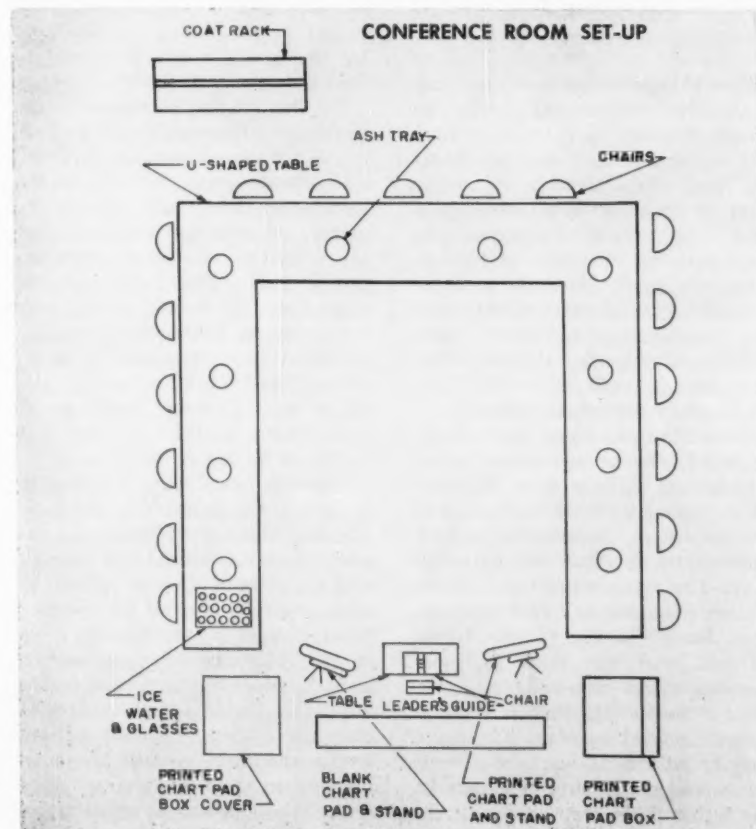 COAT RACK
CONFERENCE ROOM SET-UP
ASH TRAY
U-SHAPED TABLE
CHAIRS
ICE
WATER
& GLASSES
TABLE
LEADER'S GUIDE
CHAIR
PRINTED
CHART PAD
BOX COVER
BLANK
CHART
PAD & STAND
PRINTED
CHART PAD
AND STAND
PRINTED
CHART
PAD BOX